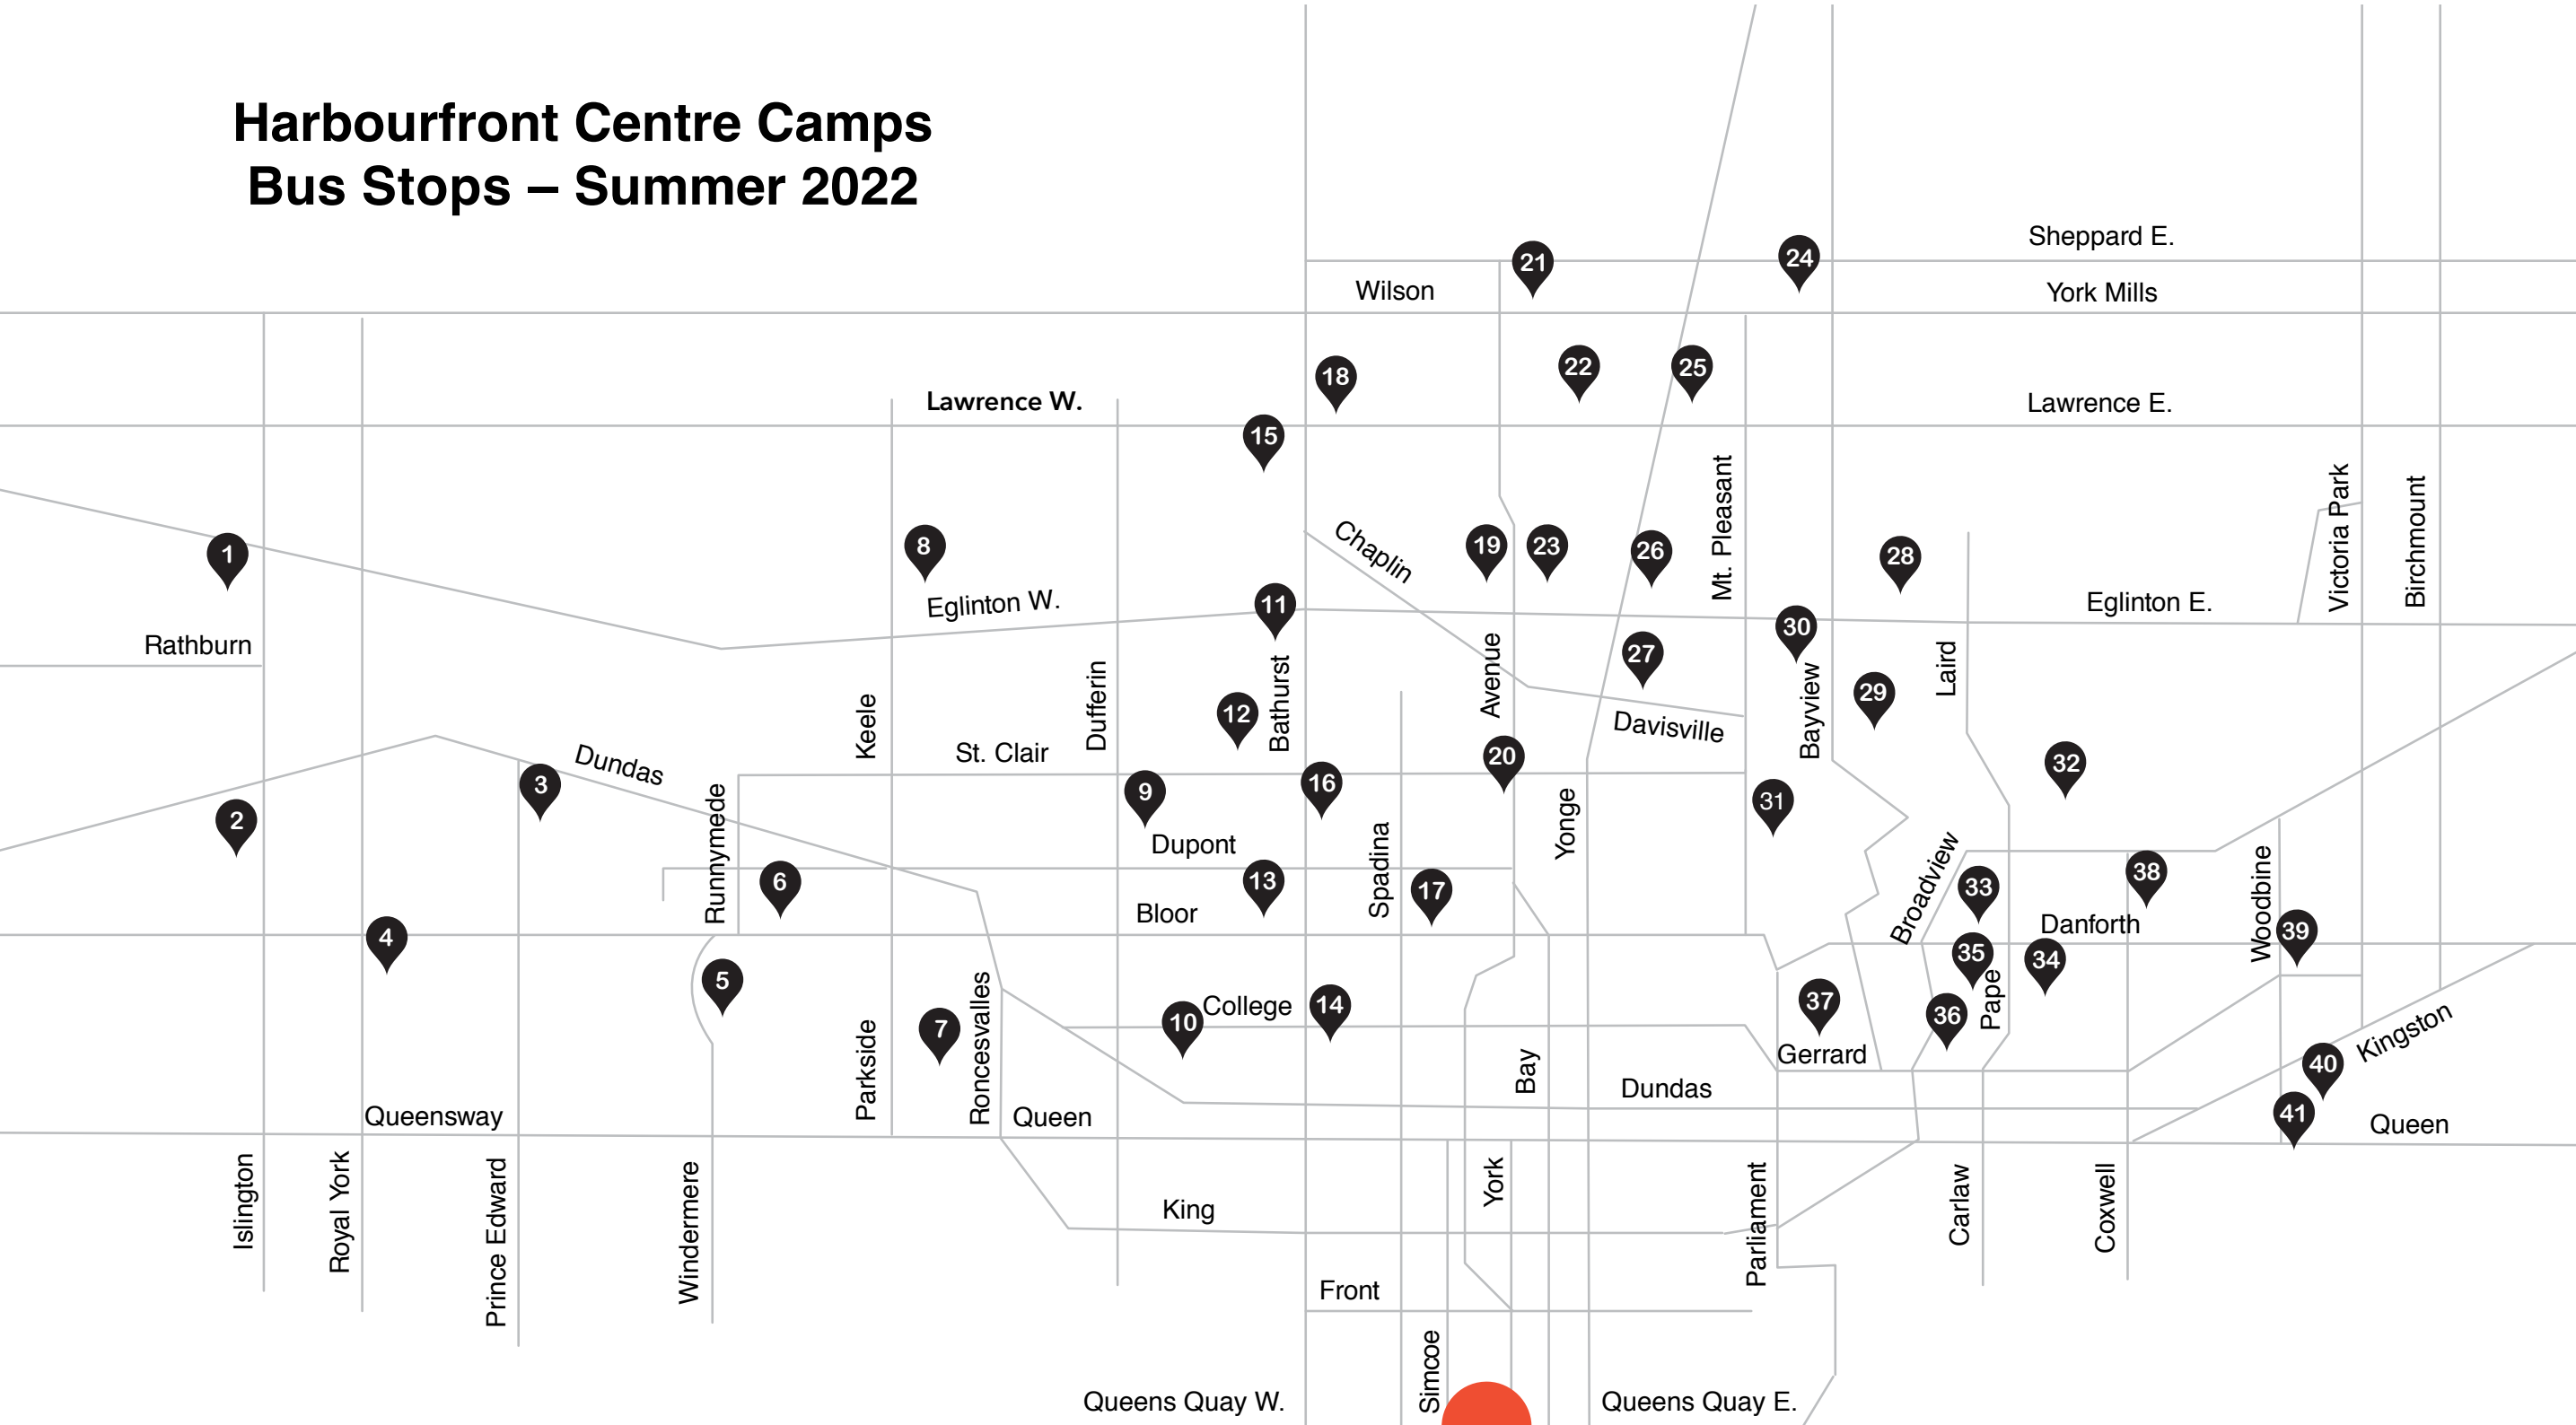 Harbourfront Centre Camps
Bus Stops – Summer 2022
Sheppard E.
21
24
Wilson
York Mills
18
22
25
Lawrence W.
Lawrence E.
15
Mt. Pleasant
Victoria Park
Birchmount
Chaplin
1
8
19
23
26
28
Eglinton W.
11
Eglinton E.
Rathburn
30
27
Avenue
Laird
Dufferin
Bathurst
Bayview
29
Keele
12
Davisville
Dundas
St. Clair
20
32
3
9
16
31
2
Runnymede
Dupont
Spadina
Yonge
Broadview
6
13
17
33
38
Woodbine
4
Bloor
Danforth
39
5
35
34
7
Roncesvalles
10
College
14
37
36
Pape
Parkside
Bay
Gerrard
Kingston
40
Queensway
Queen
Dundas
41
Queen
Islington
Royal York
Prince Edward
Windermere
York
King
Parliament
Carlaw
Coxwell
Front
Simcoe
Queens Quay W.
Queens Quay E.